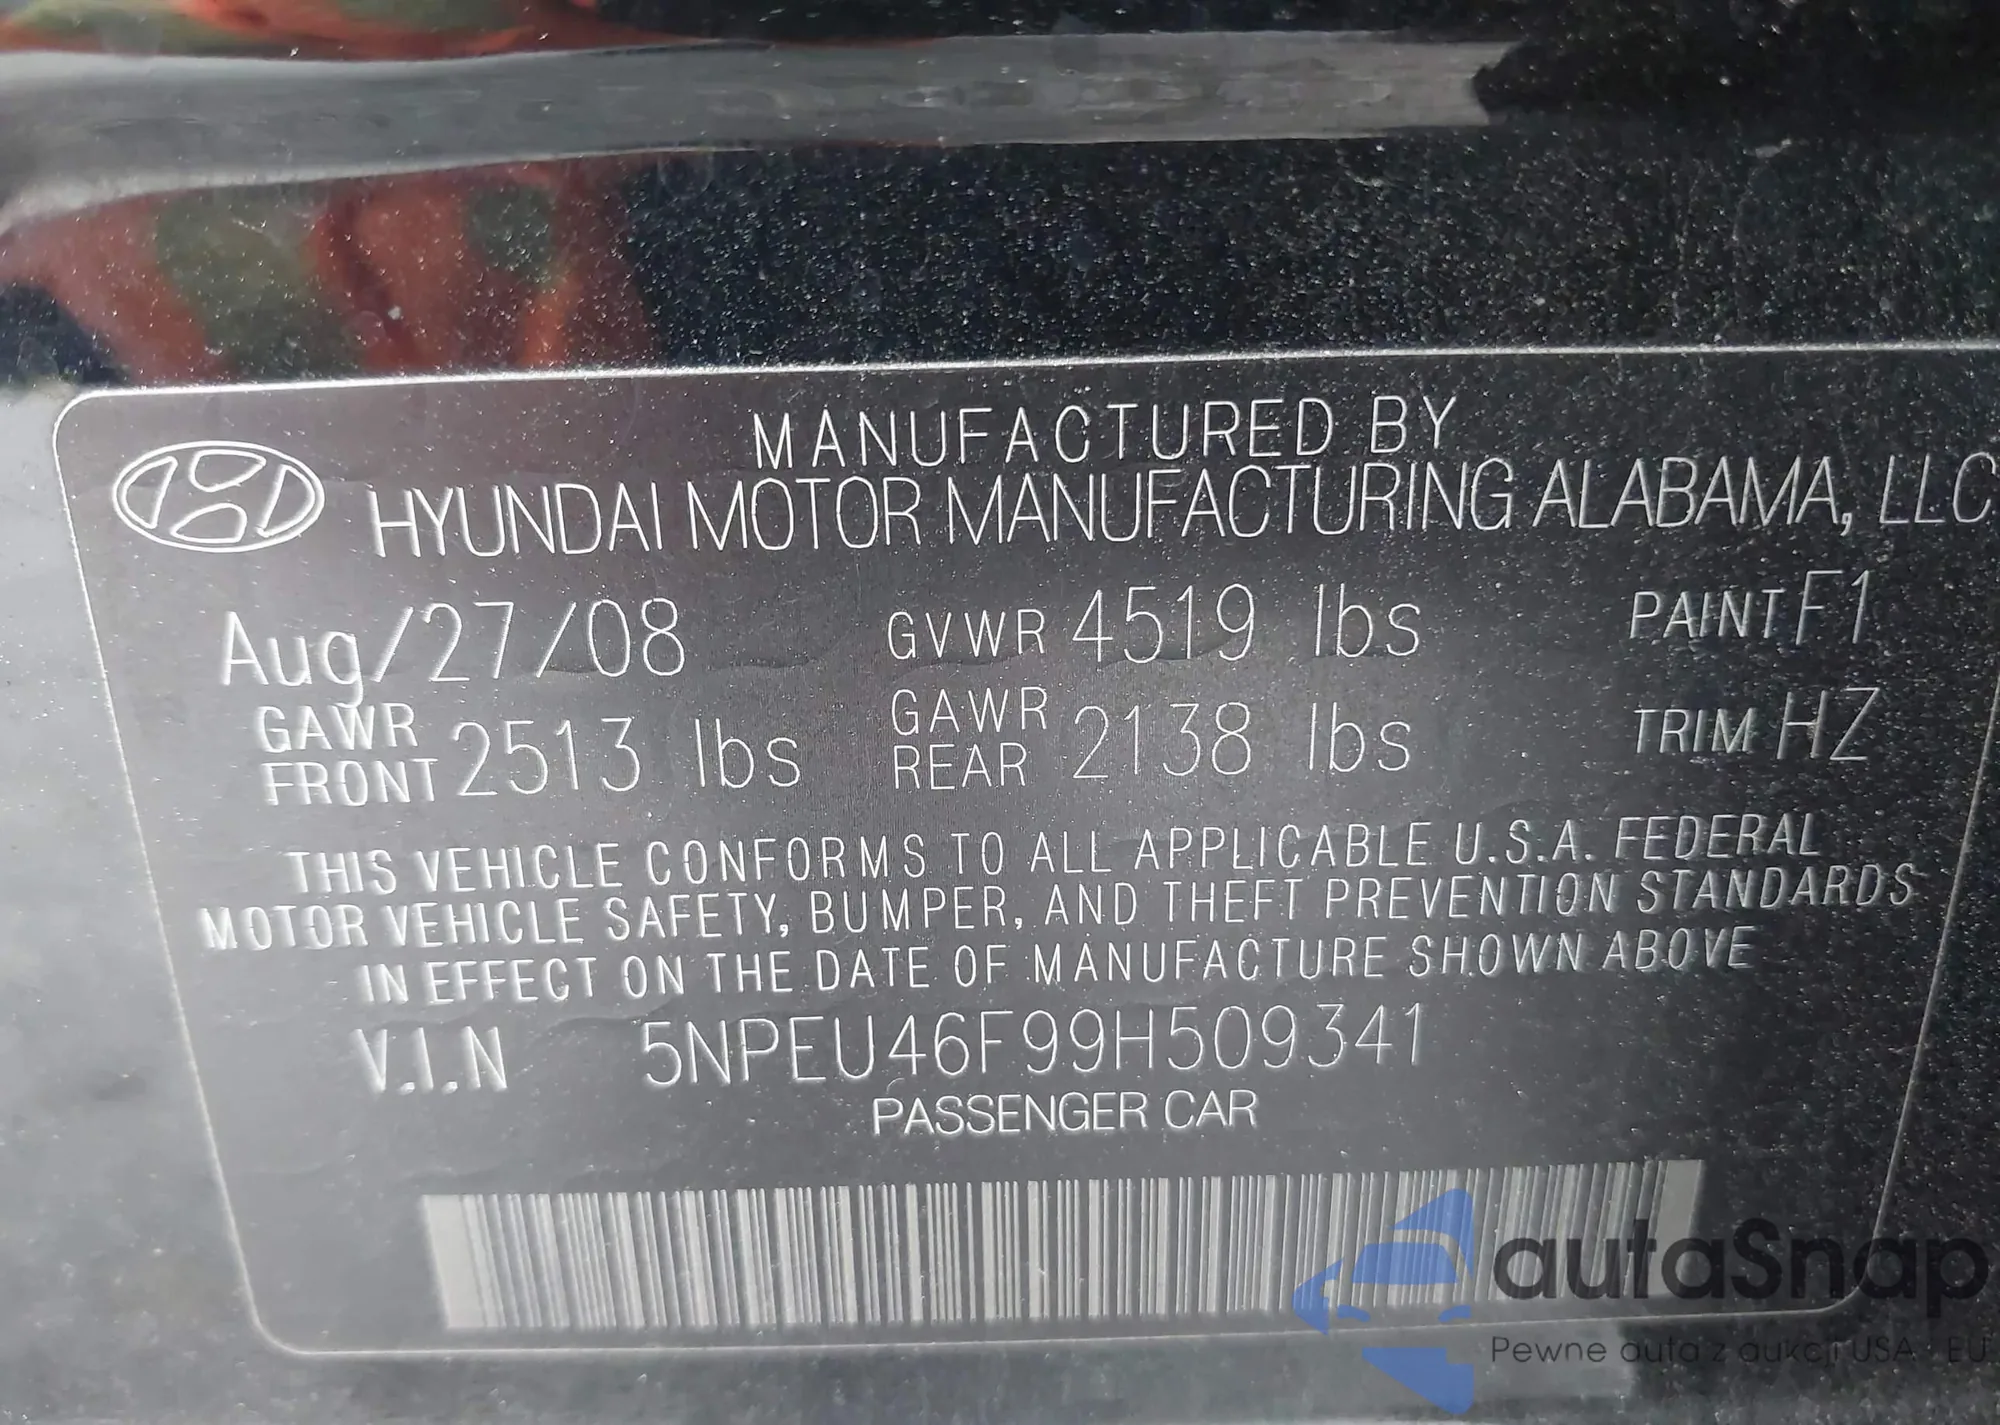 MANUFACTURED BY
HYUNDAI MOTOR MANUFACTURING ALABAMA, LLC
Aug/27/08 GVWR 4519 lbs PAINT F1
GAWR FRONT 2513 lbs GAWR REAR 2138 lbs TRIM HZ
THIS VEHICLE CONFORMS TO ALL APPLICABLE U.S.A. FEDERAL
MOTOR VEHICLE SAFETY, BUMPER, AND THEFT PREVENTION STANDARDS
IN EFFECT ON THE DATE OF MANUFACTURE SHOWN ABOVE
V.I.N 5NPEU46F99H509341
PASSENGER CAR
autaSnap
Pewne auta z aukcji USA i EU